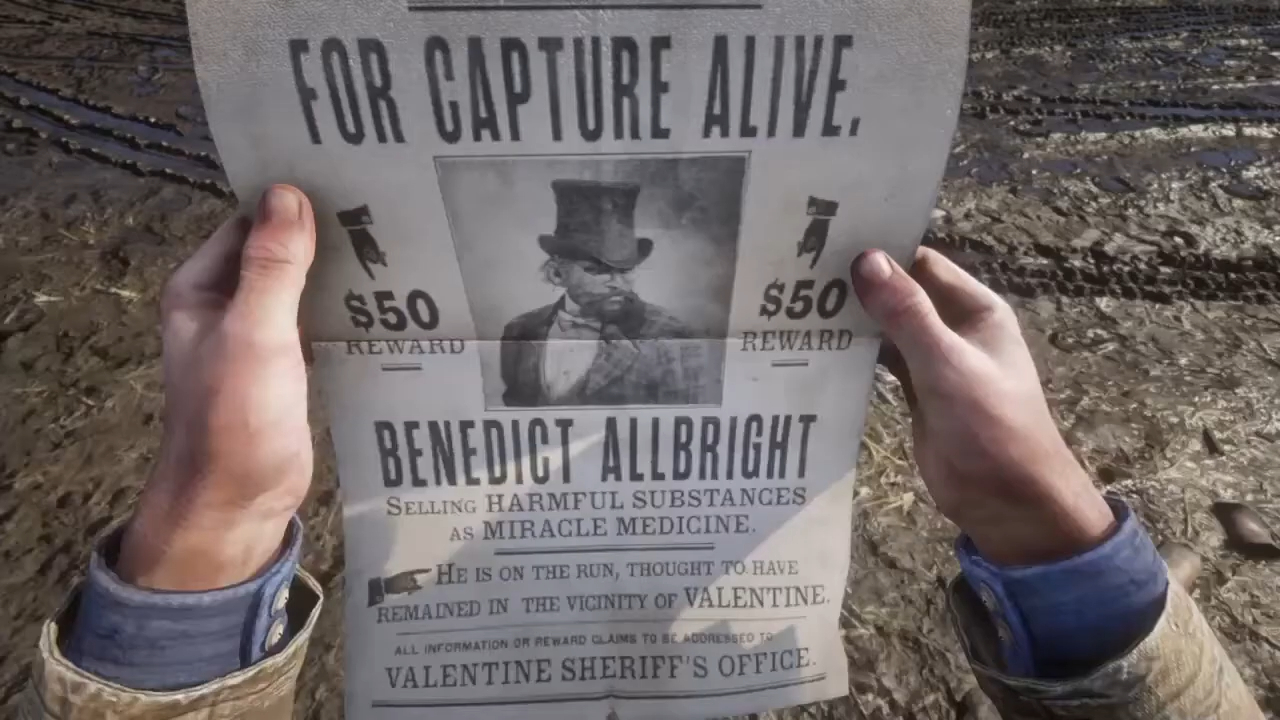 FOR CAPTURE ALIVE.
$50 $50
REWARD REWARD
BENEDICT ALLBRIGHT
SELLING HARMFUL SUBSTANCES
AS MIRACLE MEDICINE.
HE IS ON THE RUN, THOUGHT TO HAVE
REMAINED IN THE VICINITY OF VALENTINE.
ALL INFORMATION OR REWARD CLAIMS TO BE ADDRESSED TO
VALENTINE SHERIFF'S OFFICE.